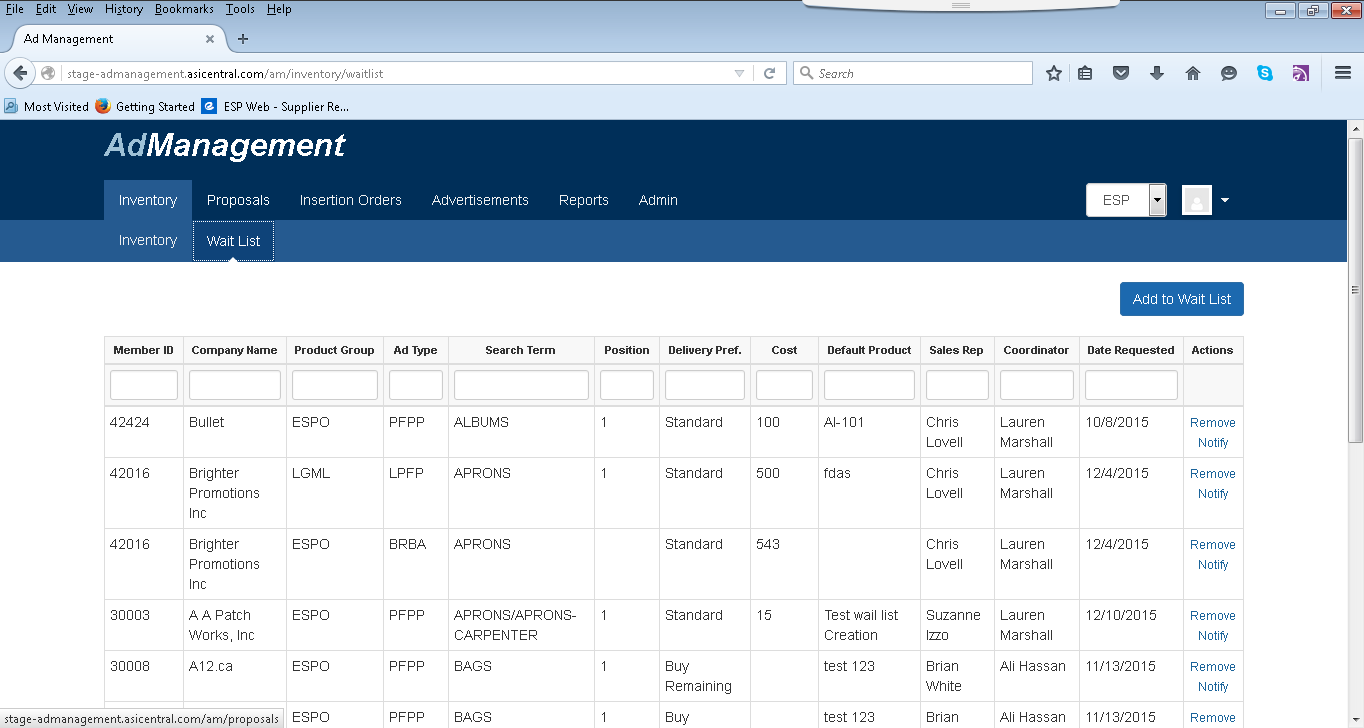 File Edit View History Bookmarks Tools Help
Ad Management
stage-admanagement.asicentral.com/am/inventory/waitlist
Search
Most Visited Getting Started ESP Web - Supplier Re...
AdManagement
Inventory Proposals Insertion Orders Advertisements Reports Admin ESP
Inventory Wait List
Add to Wait List
Member ID Company Name Product Group Ad Type Search Term Position Delivery Pref. Cost Default Product Sales Rep Coordinator Date Requested Actions
42424 Bullet ESPO PFPP ALBUMS 1 Standard 100 AI-101 Chris Lauren 10/8/2015 Remove
Lovell Marshall Notify
42016 Brighter LGML LPFP APRONS 1 Standard 500 fdas Chris Lauren 12/4/2015 Remove
Promotions Lovell Marshall Notify
Inc
42016 Brighter ESPO BRBA APRONS Standard 543 Chris Lauren 12/4/2015 Remove
Promotions Lovell Marshall Notify
Inc
30003 A A Patch ESPO PFPP APRONS/APRONS- 1 Standard 15 Test wail list Suzanne Lauren 12/10/2015 Remove
Works, Inc CARPENTER Creation Izzo Marshall Notify
30008 A12.ca ESPO PFPP BAGS 1 Buy test 123 Brian Ali Hassan 11/13/2015 Remove
Remaining White Notify
ESPO PFPP BAGS 1 Buy test 123 Brian Ali Hassan 11/13/2015 Remove
stage-admanagement.asicentral.com/am/proposals